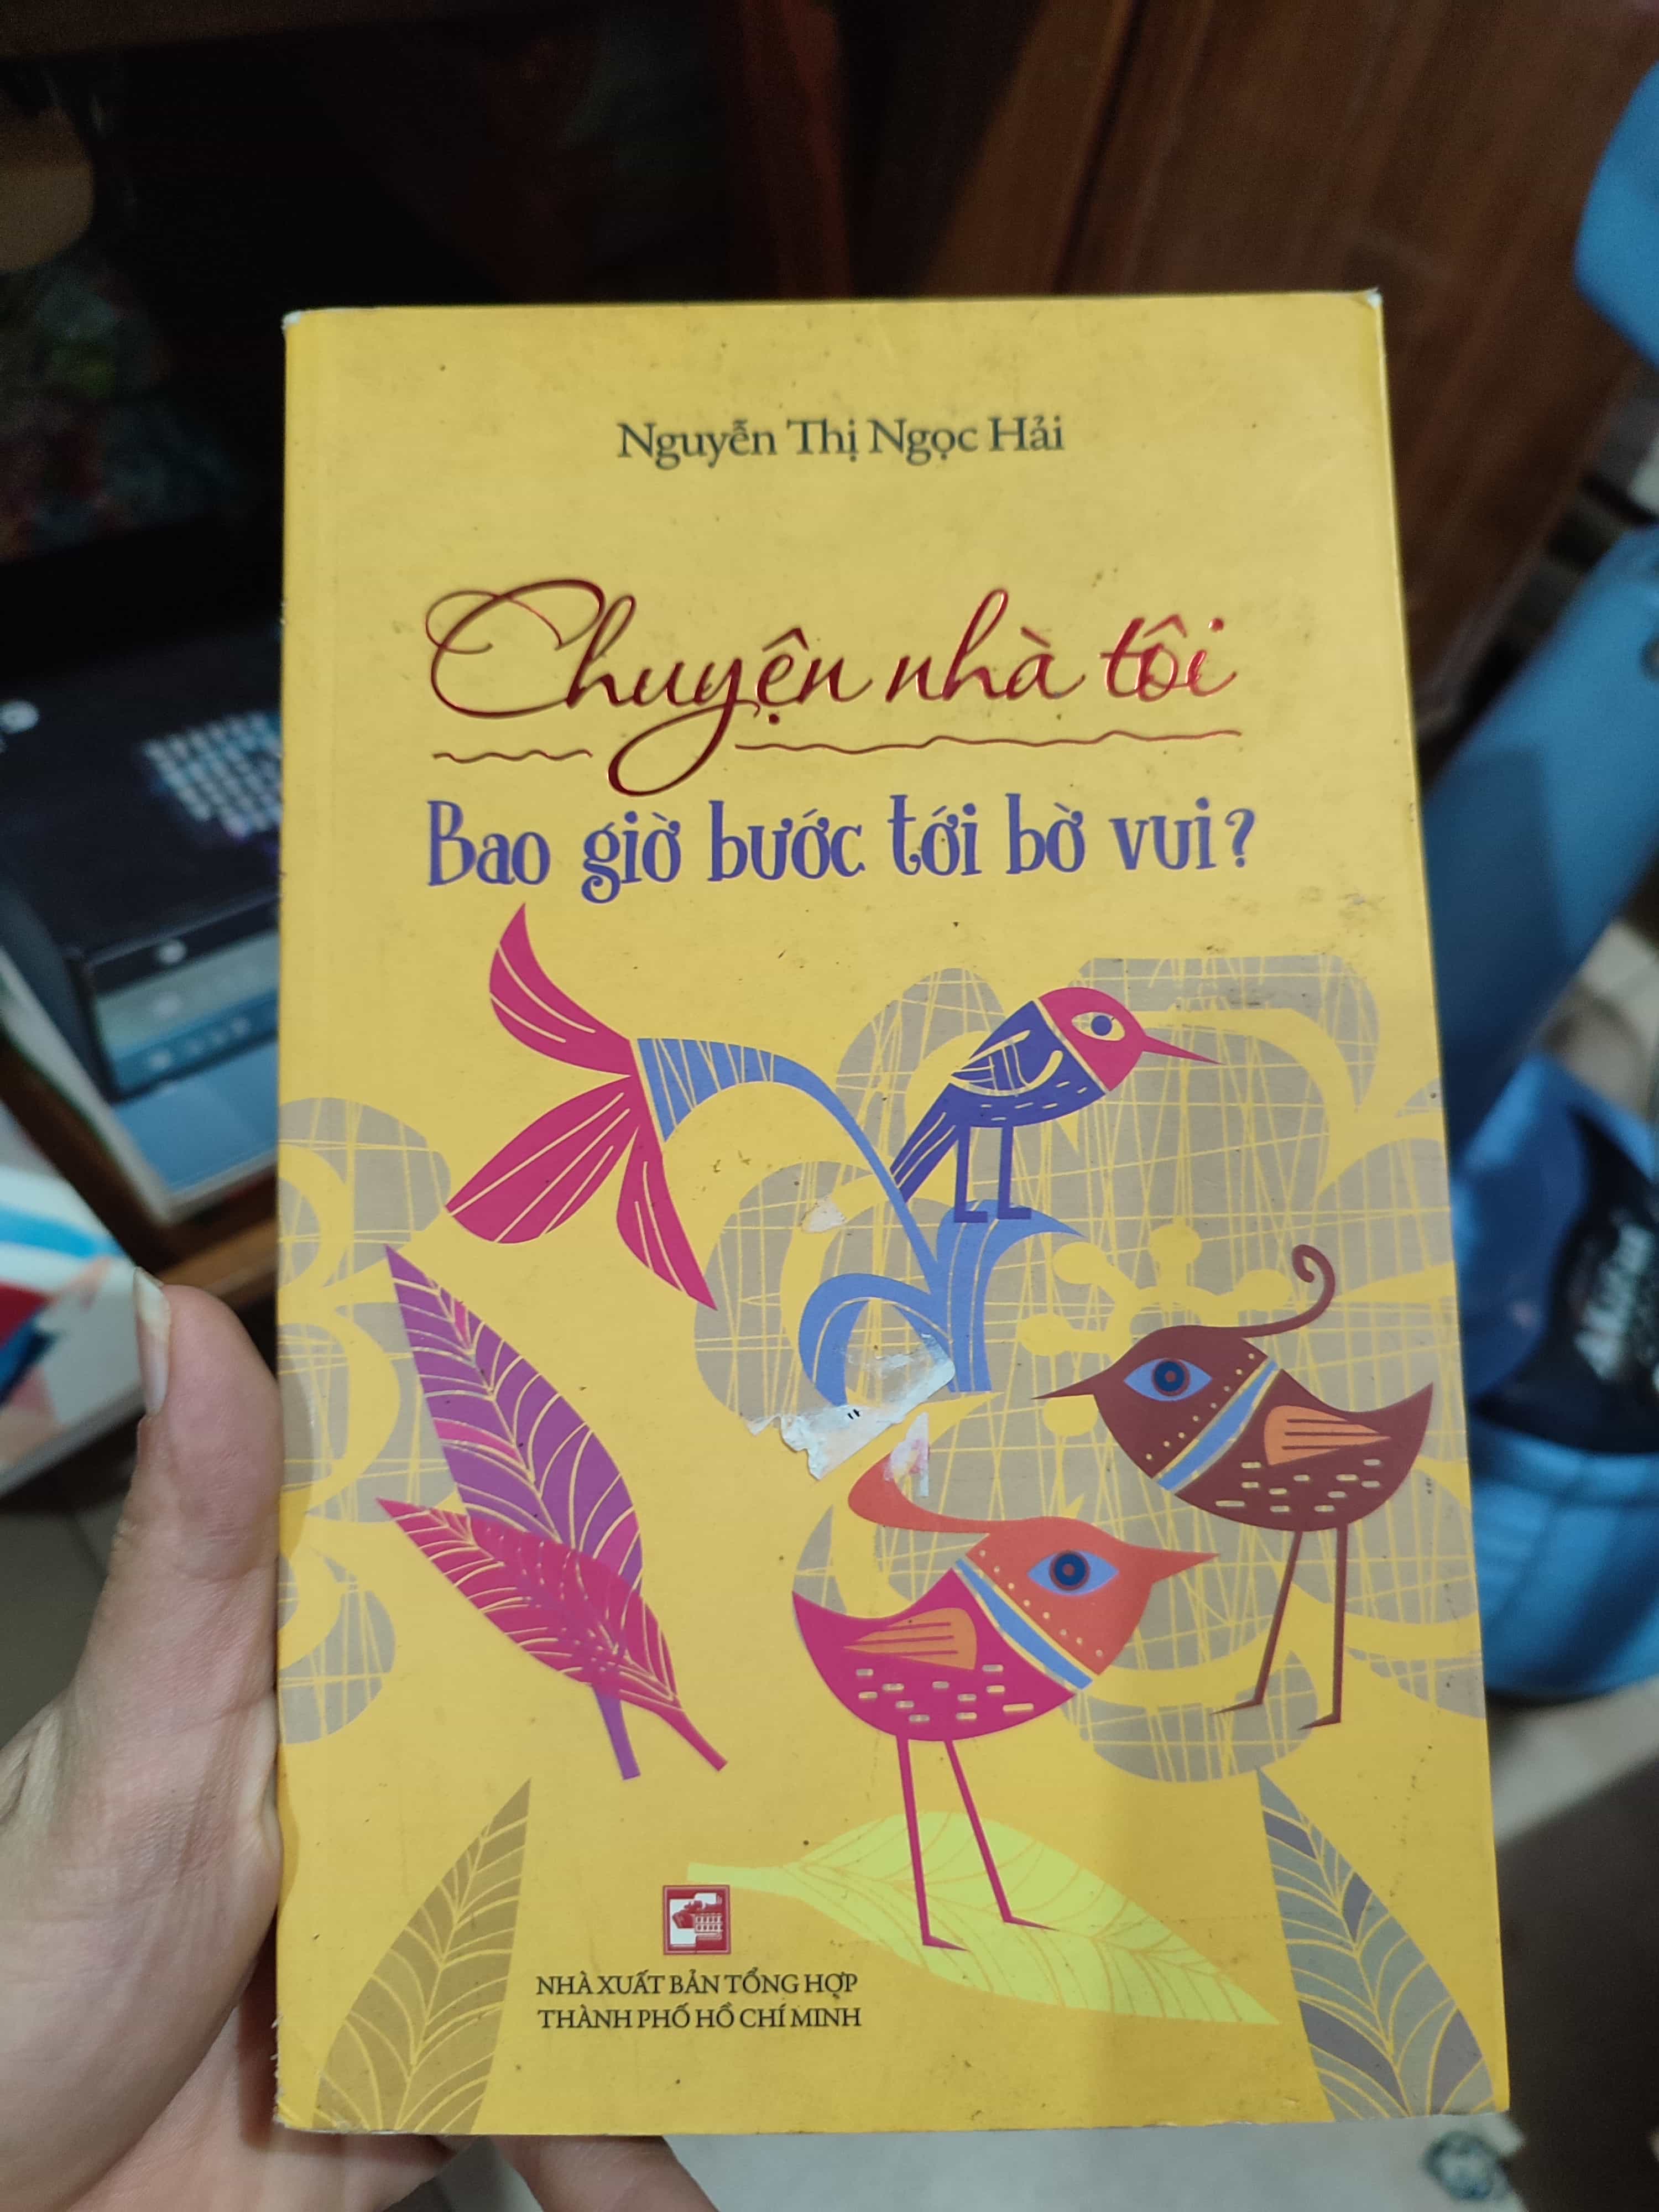 Nguyễn Thị Ngọc Hải
Chuyện nhà tôi
Bao giờ bước tới bờ vui?
NHÀ XUẤT BẢN TỔNG HỢP
THÀNH PHỐ HỒ CHÍ MINH